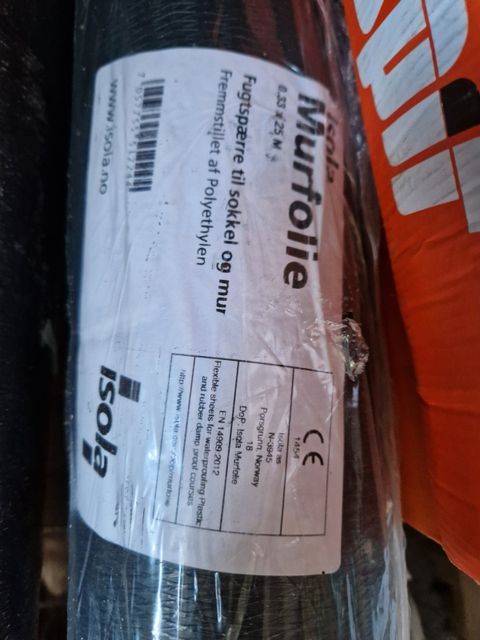 Isola
Murfolie
0.33 x 25 M
Fugtspærre til sokkel og mur
Fremmstillet af Polyethylen
www.isola.no
isola
CE
1454
Isola as
N-3945
Porsgrunn, Norway
18
DoP: Isola Murfolie
EN 14909:2012
Flexible sheets for waterproofing-Plastic
and rubber damp proof courses